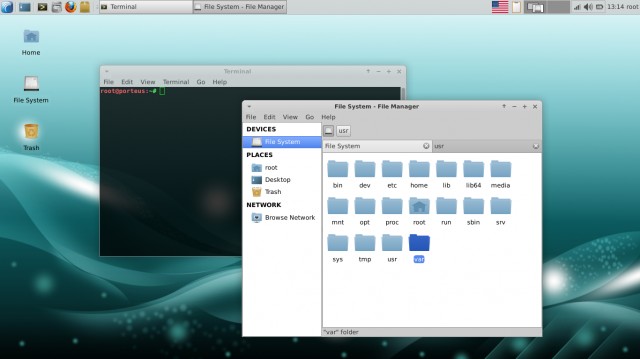 Terminal
File System - File Manager
13:14 root
Home
File System
Trash
Terminal
File Edit View Terminal Go Help
root@porteus:~#
File System - File Manager
File Edit View Go Help
usr
DEVICES
File System
PLACES
root
Desktop
Trash
NETWORK
Browse Network
File System usr
bin dev etc home lib lib64 media
mnt opt proc root run sbin srv
sys tmp usr var
"var" folder